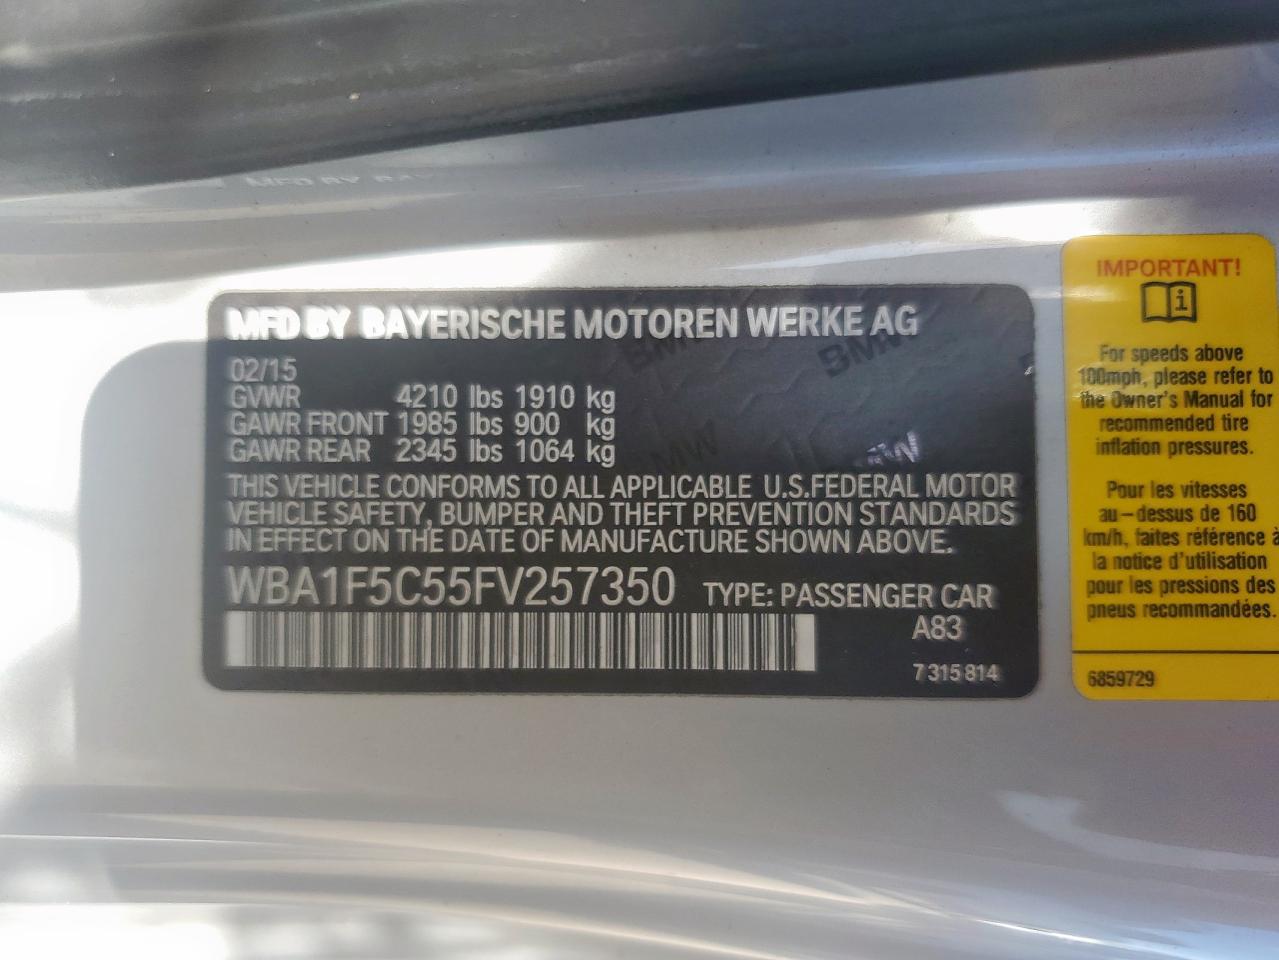 MFD BY BAYERISCHE MOTOREN WERKE AG
02/15
GVWR 4210 lbs 1910 kg
GAWR FRONT 1985 lbs 900 kg
GAWR REAR 2345 lbs 1064 kg
THIS VEHICLE CONFORMS TO ALL APPLICABLE U.S.FEDERAL MOTOR
VEHICLE SAFETY, BUMPER AND THEFT PREVENTION STANDARDS
IN EFFECT ON THE DATE OF MANUFACTURE SHOWN ABOVE.
WBA1F5C55FV257350 TYPE: PASSENGER CAR
A83
7 315 814
BMW
BMW
BMW
BMW
IMPORTANT!
i
For speeds above
100mph, please refer to
the Owner's Manual for
recommended tire
inflation pressures.
Pour les vitesses
au-dessus de 160
km/h, faites référence à
la notice d'utilisation
pour les pressions des
pneus recommandées.
6859729